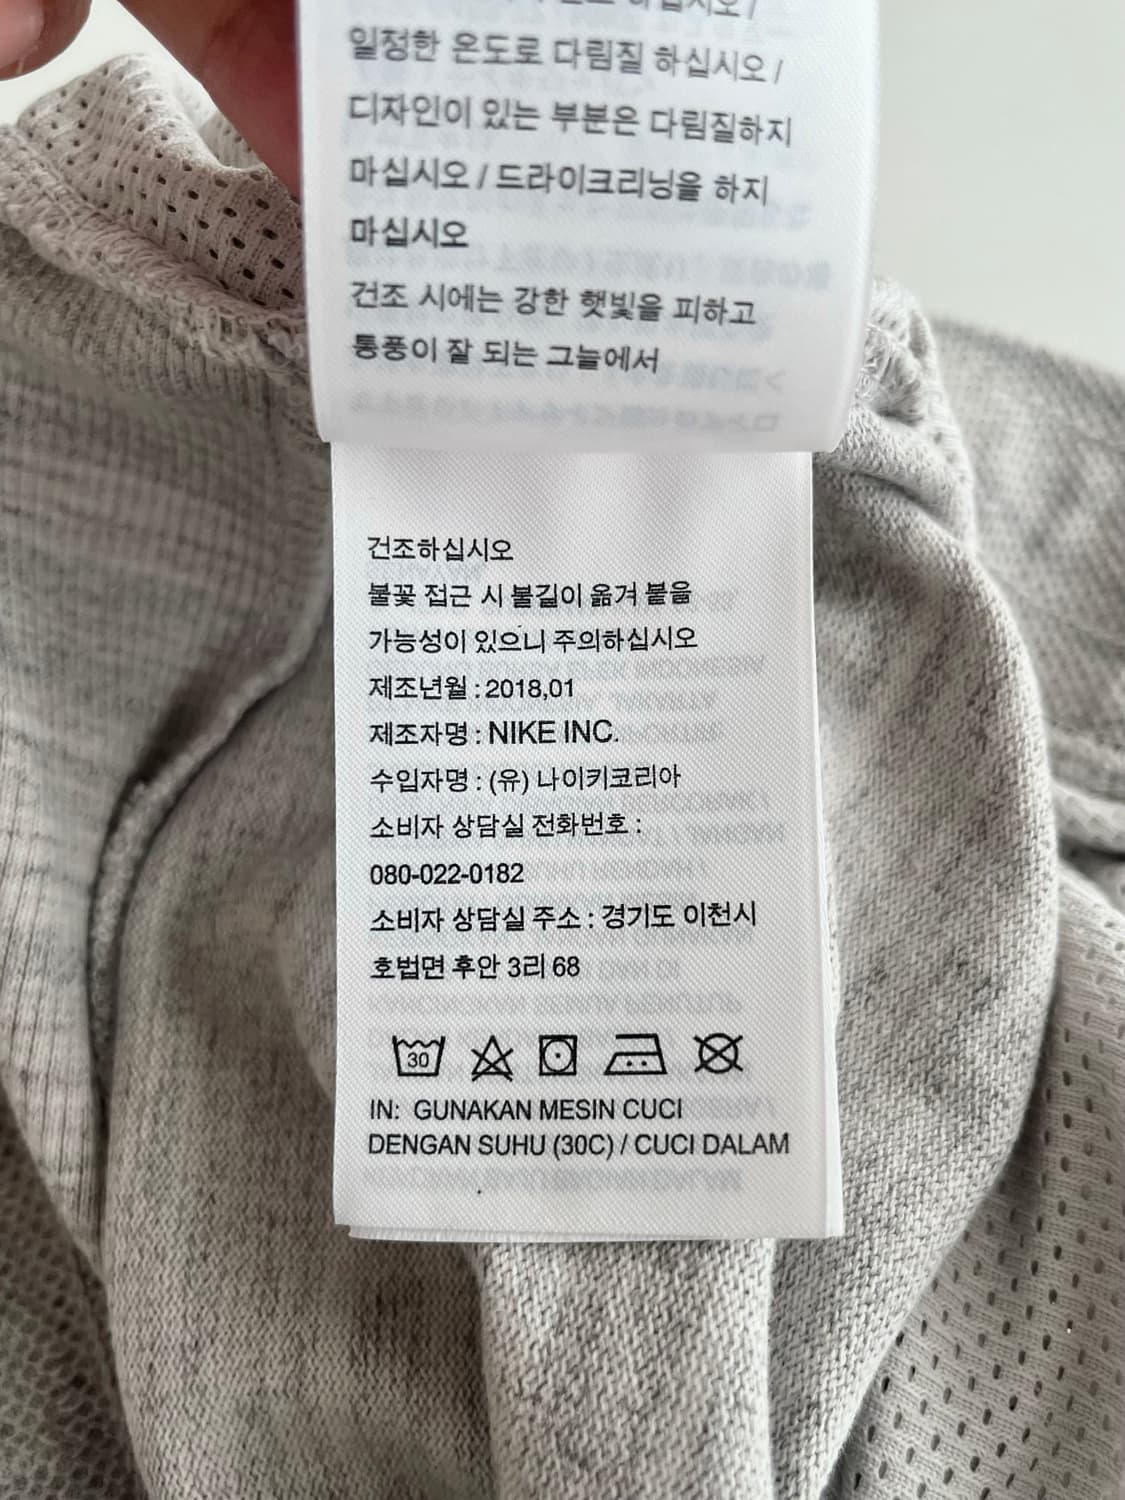 일정한 온도로 다림질 하십시오 /
디자인이 있는 부분은 다림질하지
마십시오 / 드라이크리닝을 하지
마십시오
건조 시에는 강한 햇빛을 피하고
통풍이 잘 되는 그늘에서
건조하십시오
불꽃 접근 시 불길이 옮겨 붙을
가능성이 있으니 주의하십시오
제조년월 : 2018,01
제조자명 : NIKE INC.
수입자명 : (유) 나이키코리아
소비자 상담실 전화번호 :
080-022-0182
소비자 상담실 주소 : 경기도 이천시
호법면 후안 3리 68
30
IN: GUNAKAN MESIN CUCI
DENGAN SUHU (30C) / CUCI DALAM